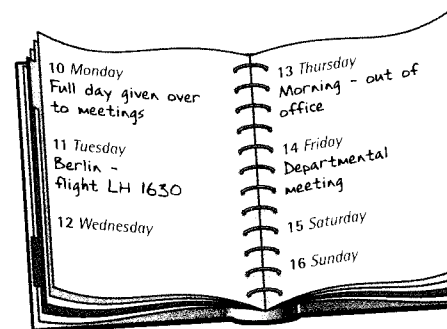 10 Monday
Full day given over
to meetings
11 Tuesday
Berlin -
flight LH 1630
12 Wednesday
13 Thursday
Morning - out of
office
14 Friday
Departmental
meeting
15 Saturday
16 Sunday